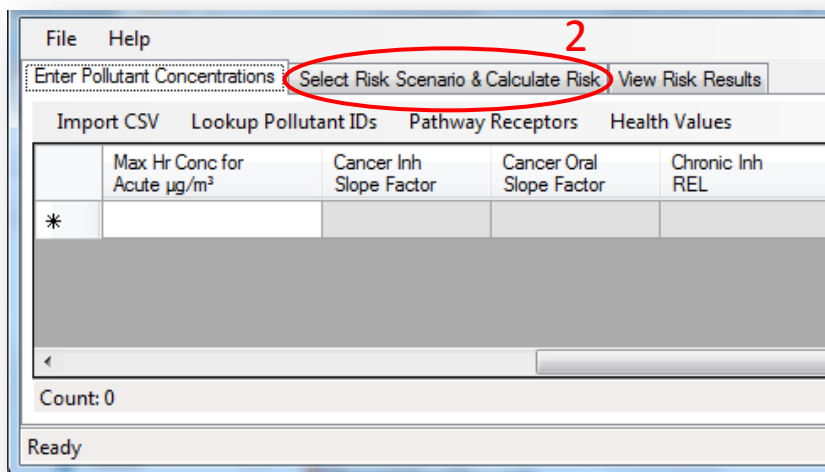 File Help
2
Enter Pollutant Concentrations Select Risk Scenario & Calculate Risk View Risk Results
Import CSV Lookup Pollutant IDs Pathway Receptors Health Values
Max Hr Conc for Acute µg/m³ Cancer Inh Slope Factor Cancer Oral Slope Factor Chronic Inh REL
*
Count: 0
Ready